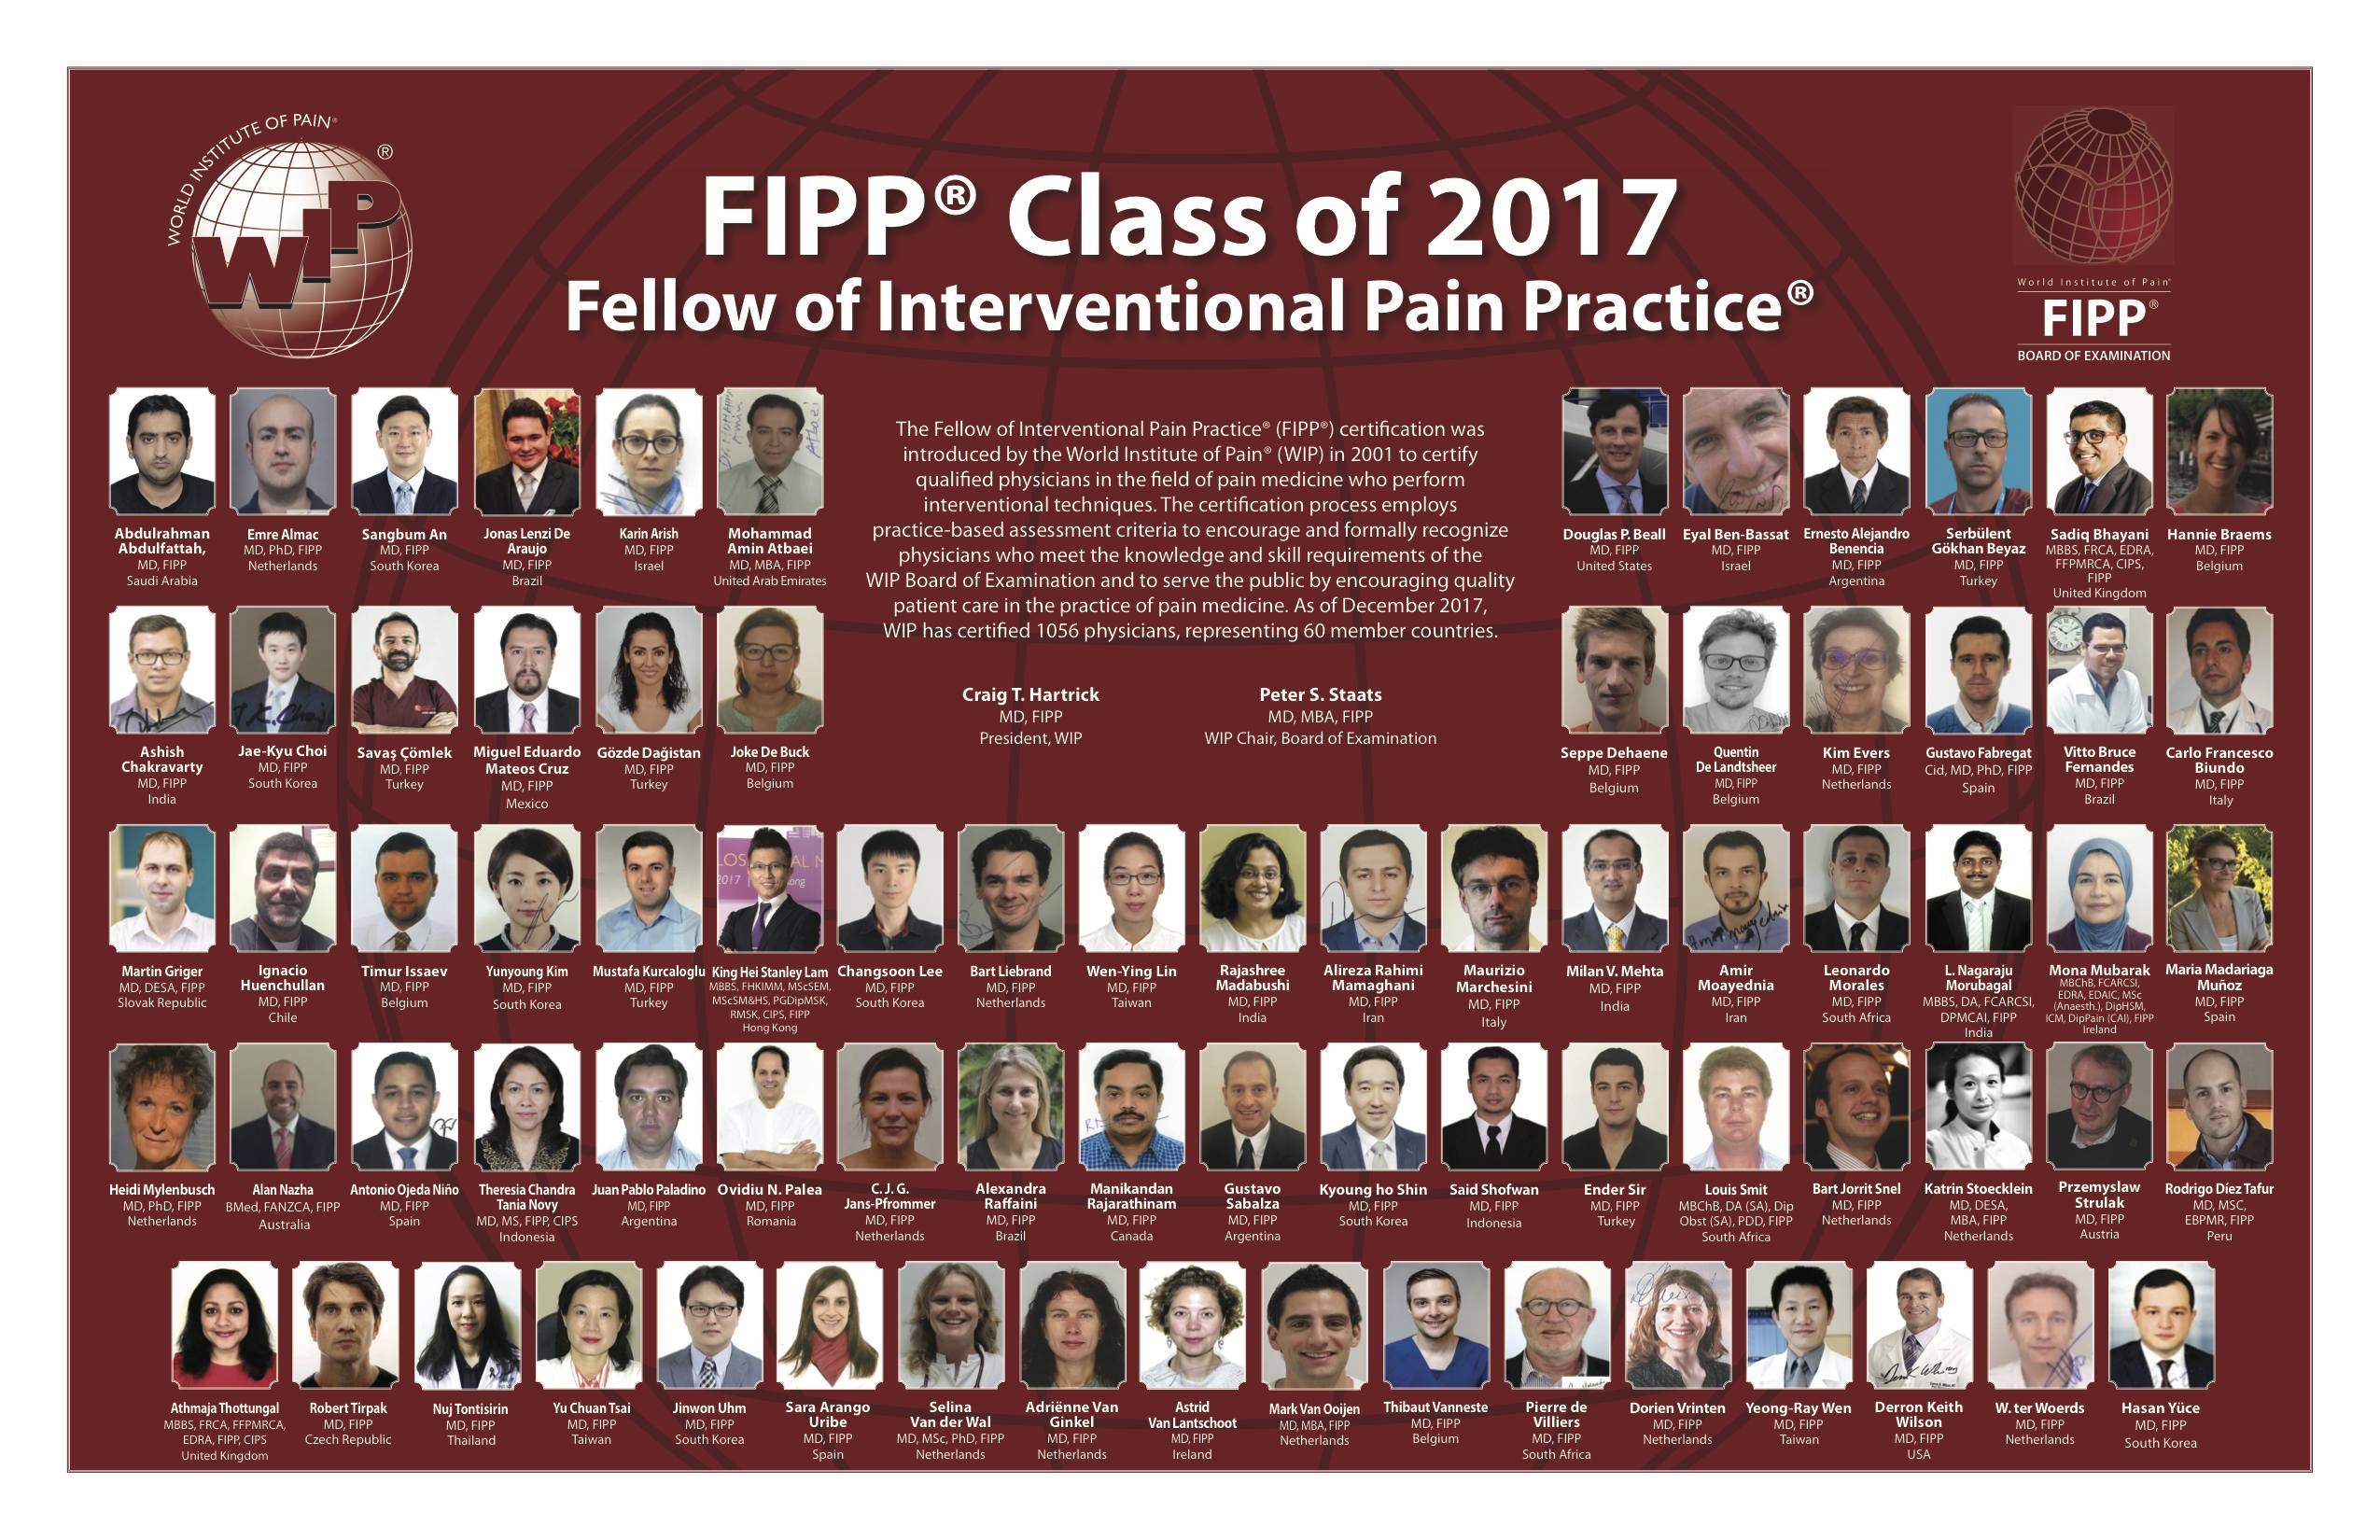 WORLD INSTITUTE OF PAIN®
WIP
®
FIPP® Class of 2017
Fellow of Interventional Pain Practice®
World Institute of Pain®
FIPP®
BOARD OF EXAMINATION
The Fellow of Interventional Pain Practice® (FIPP®) certification was
introduced by the World Institute of Pain® (WIP) in 2001 to certify
qualified physicians in the field of pain medicine who perform
interventional techniques. The certification process employs
practice-based assessment criteria to encourage and formally recognize
physicians who meet the knowledge and skill requirements of the
WIP Board of Examination and to serve the public by encouraging quality
patient care in the practice of pain medicine. As of December 2017,
WIP has certified 1056 physicians, representing 60 member countries.
Craig T. Hartrick
MD, FIPP
President, WIP
Peter S. Staats
MD, MBA, FIPP
WIP Chair, Board of Examination
Abdulrahman
Abdulfattah,
MD, FIPP
Saudi Arabia
Emre Almac
MD, PhD, FIPP
Netherlands
Sangbum An
MD, FIPP
South Korea
Jonas Lenzi De
Araujo
MD, FIPP
Brazil
Karin Arish
MD, FIPP
Israel
Mohammad
Amin Atbaei
MD, MBA, FIPP
United Arab Emirates
Douglas P. Beall
MD, FIPP
United States
Eyal Ben-Bassat
MD, FIPP
Israel
Ernesto Alejandro
Benencia
MD, FIPP
Argentina
Serbülent
Gökhan Beyaz
MD, FIPP
Turkey
Sadiq Bhayani
MBBS, FRCA, EDRA,
FFPMRCA, CIPS,
FIPP
United Kingdom
Hannie Braems
MD, FIPP
Belgium
Ashish
Chakravarty
MD, FIPP
India
Jae-Kyu Choi
MD, FIPP
South Korea
Savaş Çömlek
MD, FIPP
Turkey
Miguel Eduardo
Mateos Cruz
MD, FIPP
Mexico
Gözde Dağistan
MD, FIPP
Turkey
Joke De Buck
MD, FIPP
Belgium
Seppe Dehaene
MD, FIPP
Belgium
Quentin
De Landtsheer
MD, FIPP
Belgium
Kim Evers
MD, FIPP
Netherlands
Gustavo Fabregat
Cid, MD, PhD, FIPP
Spain
Vitto Bruce
Fernandes
MD, FIPP
Brazil
Carlo Francesco
Biundo
MD, FIPP
Italy
Martin Griger
MD, DESA, FIPP
Slovak Republic
Ignacio
Huenchullan
MD, FIPP
Chile
Timur Issaev
MD, FIPP
Belgium
Yunyoung Kim
MD, FIPP
South Korea
Mustafa Kurcaloglu
MD, FIPP
Turkey
King Hei Stanley Lam
MBBS, FHKIMM, MScSEM,
MScSM&HS, PGDipMSK,
RMSK, CIPS, FIPP
Hong Kong
Changsoon Lee
MD, FIPP
South Korea
Bart Liebrand
MD, FIPP
Netherlands
Wen-Ying Lin
MD, FIPP
Taiwan
Rajashree
Madabushi
MD, FIPP
India
Alireza Rahimi
Mamaghani
MD, FIPP
Iran
Maurizio
Marchesini
MD, FIPP
Italy
Milan V. Mehta
MD, FIPP
India
Amir
Moayednia
MD, FIPP
Iran
Leonardo
Morales
MD, FIPP
South Africa
L. Nagaraju
Morubagal
MBBS, DA, FCARCSI,
DPMCAI, FIPP
India
Mona Mubarak
MBChB, FCARCSI,
EDRA, EDAIC, MSc
(Anaesth.), DipHSM,
ICM, DipPain (CAI), FIPP
Ireland
Maria Madariaga
Muñoz
MD, FIPP
Spain
Heidi Mylenbusch
MD, PhD, FIPP
Netherlands
Alan Nazha
BMed, FANZCA, FIPP
Australia
Antonio Ojeda Niño
MD, FIPP
Spain
Theresia Chandra
Tania Novy
MD, MS, FIPP, CIPS
Indonesia
Juan Pablo Paladino
MD, FIPP
Argentina
Ovidiu N. Palea
MD, FIPP
Romania
C. J. G.
Jans-Pfrommer
MD, FIPP
Netherlands
Alexandra
Raffaini
MD, FIPP
Brazil
Manikandan
Rajarathinam
MD, FIPP
Canada
Gustavo
Sabalza
MD, FIPP
Argentina
Kyoung ho Shin
MD, FIPP
South Korea
Said Shofwan
MD, FIPP
Indonesia
Ender Sir
MD, FIPP
Turkey
Louis Smit
MBChB, DA (SA), Dip
Obst (SA), PDD, FIPP
South Africa
Bart Jorrit Snel
MD, FIPP
Netherlands
Katrin Stoecklein
MD, DESA,
MBA, FIPP
Netherlands
Przemyslaw
Strulak
MD, FIPP
Austria
Rodrigo Díez Tafur
MD, MSC,
EBPMR, FIPP
Peru
Athmaja Thottungal
MBBS, FRCA, FFPMRCA,
EDRA, FIPP, CIPS
United Kingdom
Robert Tirpak
MD, FIPP
Czech Republic
Nuj Tontisirin
MD, FIPP
Thailand
Yu Chuan Tsai
MD, FIPP
Taiwan
Jinwon Uhm
MD, FIPP
South Korea
Sara Arango
Uribe
MD, FIPP
Spain
Selina
Van der Wal
MD, MSc, PhD, FIPP
Netherlands
Adriënne Van
Ginkel
MD, FIPP
Netherlands
Astrid
Van Lantschoot
MD, FIPP
Ireland
Mark Van Ooijen
MD, MBA, FIPP
Netherlands
Thibaut Vanneste
MD, FIPP
Belgium
Pierre de
Villiers
MD, FIPP
South Africa
Dorien Vrinten
MD, FIPP
Netherlands
Yeong-Ray Wen
MD, FIPP
Taiwan
Derron Keith
Wilson
MD, FIPP
USA
W. ter Woerds
MD, FIPP
Netherlands
Hasan Yüce
MD, FIPP
South Korea